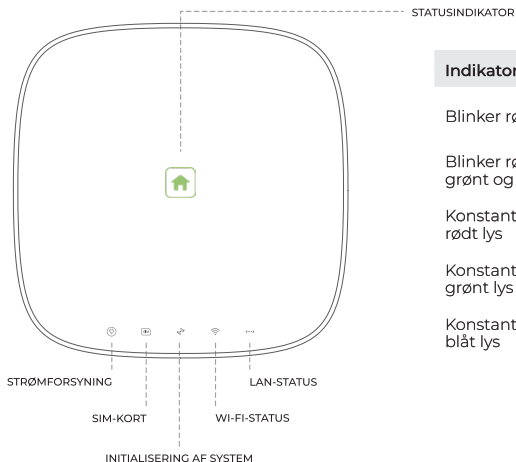 STATUSINDIKATOR
Indikator
Blinker rø
Blinker rø
grønt og
Konstant
rødt lys
Konstant
grønt lys
Konstant
blåt lys
STRØMFORSYNING
LAN-STATUS
SIM-KORT
WI-FI-STATUS
INITIALISERING AF SYSTEM